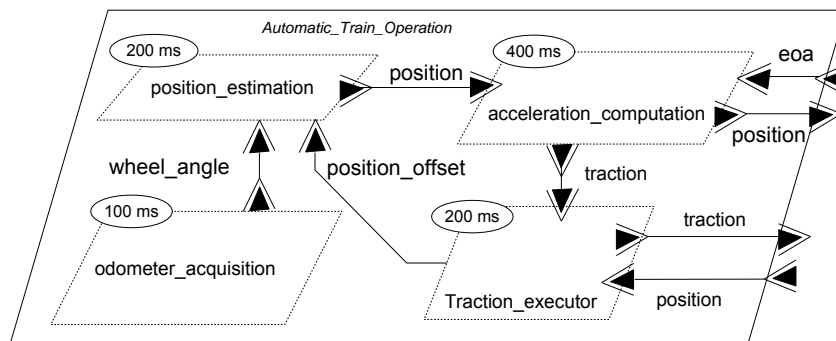 Automatic_Train_Operation
200 ms
400 ms
eoa
position_estimation
position
acceleration_computation
position
wheel_angle
position_offset
traction
100 ms
200 ms
traction
odometer_acquisition
Traction_executor
position